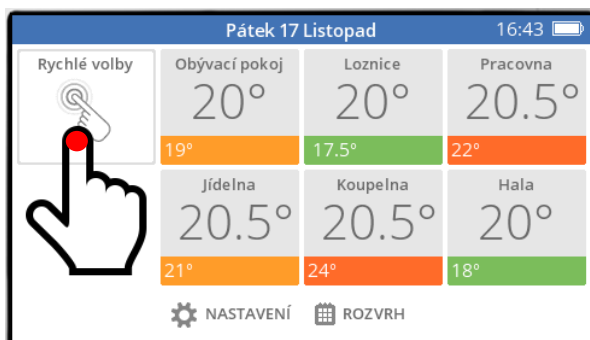 Pátek 17 Listopad 16:43
Rychlé volby
Obývací pokoj
20°
19°
Loznice
20°
17.5°
Pracovna
20.5°
22°
Jídelna
20.5°
21°
Koupelna
20.5°
24°
Hala
20°
18°
NASTAVENÍ
ROZVRH